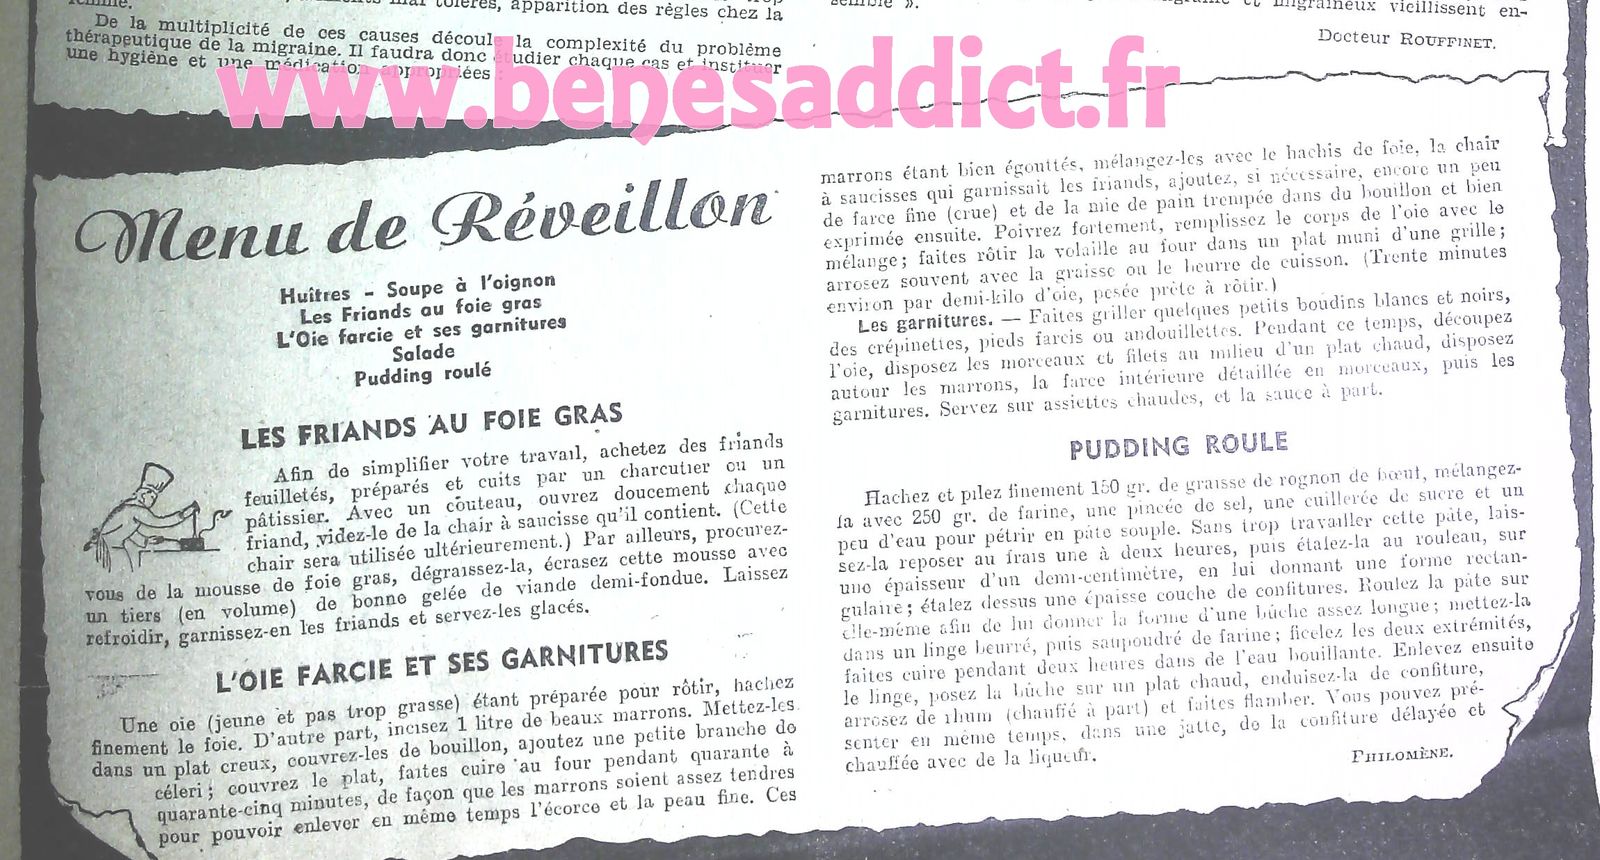 tolérés, apparition des règles chez la
De la multiplicité de ces causes découle la complexité du problème
thérapeutique de la migraine. Il faudra donc étudier chaque cas et instituer
une hygiène et une médication appropriées :
migraineux vieillissent en-
semble ».
Docteur ROUFFINET.
www.benesaddict.fr
Menu de Réveillon
Huîtres - Soupe à l'oignon
Les Friands au foie gras
L'Oie farcie et ses garnitures
Salade
Pudding roulé
LES FRIANDS AU FOIE GRAS
Afin de simplifier votre travail, achetez des friands
feuilletés, préparés et cuits par un charcutier ou un
pâtissier. Avec un couteau, ouvrez doucement chaque
friand, videz-le de la chair à saucisse qu'il contient. (Cette
chair sera utilisée ultérieurement.) Par ailleurs, procurez-
vous de la mousse de foie gras, dégraissez-la, écrasez cette mousse avec
un tiers (en volume) de bonne gelée de viande demi-fondue. Laissez
refroidir, garnissez-en les friands et servez-les glacés.
L'OIE FARCIE ET SES GARNITURES
Une oie (jeune et pas trop grasse) étant préparée pour rôtir, hachez
finement le foie. D'autre part, incisez 1 litre de beaux marrons. Mettez-les
dans un plat creux, couvrez-les de bouillon, ajoutez une petite branche de
céleri ; couvrez le plat, faites cuire au four pendant quarante à
quarante-cinq minutes, de façon que les marrons soient assez tendres
pour pouvoir enlever en même temps l'écorce et la peau fine. Ces
marrons étant bien égouttés, mélangez-les avec le hachis de foie, la chair
à saucisses qui garnissait les friands, ajoutez, si nécessaire, encore un peu
de farce fine (crue) et de la mie de pain trempée dans du bouillon et bien
exprimée ensuite. Poivrez fortement, remplissez le corps de l'oie avec le
mélange ; faites rôtir la volaille au four dans un plat muni d'une grille ;
arrosez souvent avec la graisse ou le beurre de cuisson. (Trente minutes
environ par demi-kilo d'oie, pesée prête à rôtir.)
Les garnitures. — Faites griller quelques petits boudins blancs et noirs,
des crépinettes, pieds farcis ou andouillettes. Pendant ce temps, découpez
l'oie, disposez les morceaux et filets au milieu d'un plat chaud, disposez
autour les marrons, la farce intérieure détaillée en morceaux, puis les
garnitures. Servez sur assiettes chaudes, et la sauce à part.
PUDDING ROULE
Hachez et pilez finement 150 gr. de graisse de rognon de bœuf, mélangez-
la avec 250 gr. de farine, une pincée de sel, une cuillerée de sucre et un
peu d'eau pour pétrir en pâte souple. Sans trop travailler cette pâte, lais-
sez-la reposer au frais une à deux heures, puis étalez-la au rouleau, sur
une épaisseur d'un demi-centimètre, en lui donnant une forme rectan-
gulaire ; étalez dessus une épaisse couche de confitures. Roulez la pâte sur
elle-même afin de lui donner la forme d'une bûche assez longue ; mettez-la
dans un linge beurré, puis saupoudré de farine ; ficelez les deux extrémités,
faites cuire pendant deux heures dans de l'eau bouillante. Enlevez ensuite
le linge, posez la bûche sur un plat chaud, enduisez-la de confiture,
arrosez de rhum (chauffé à part) et faites flamber. Vous pouvez pré-
senter en même temps, dans une jatte, de la confiture délayée et
chauffée avec de la liqueur.
PHILOMÈNE.